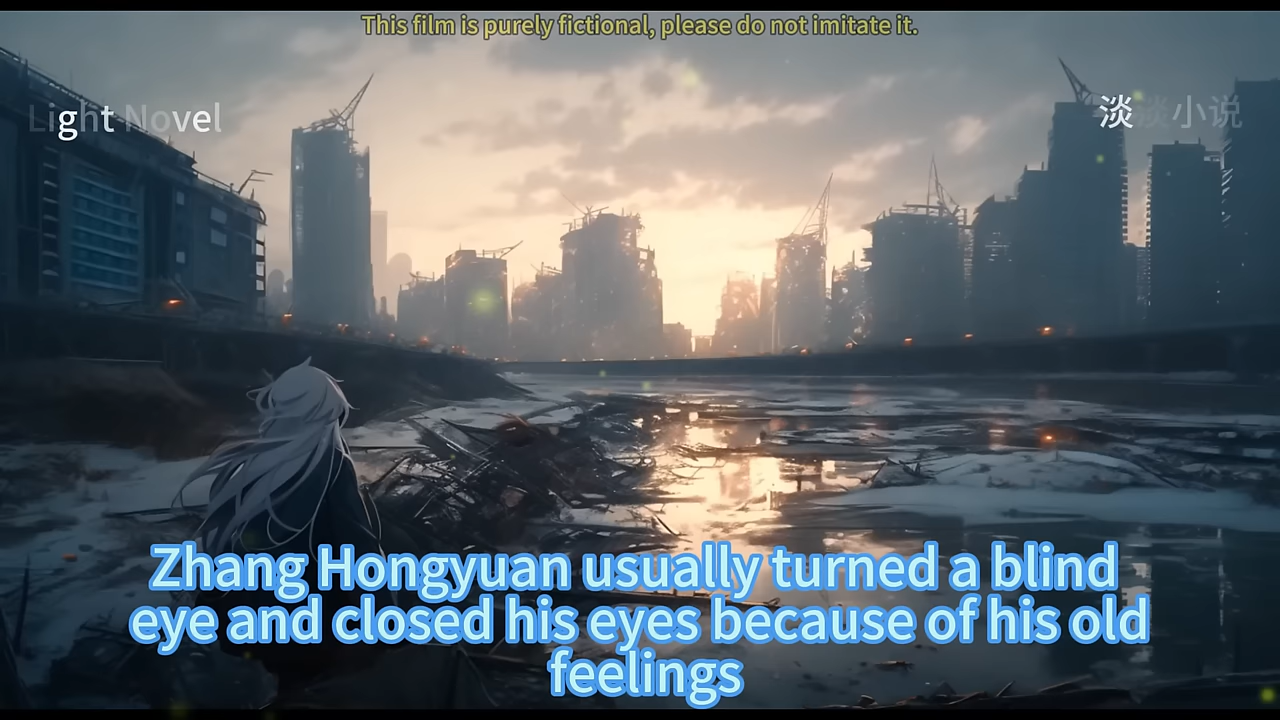 This film is purely fictional, please do not imitate it.
Light Novel
淡淡小说
Zhang Hongyuan usually turned a blind
eye and closed his eyes because of his old
feelings